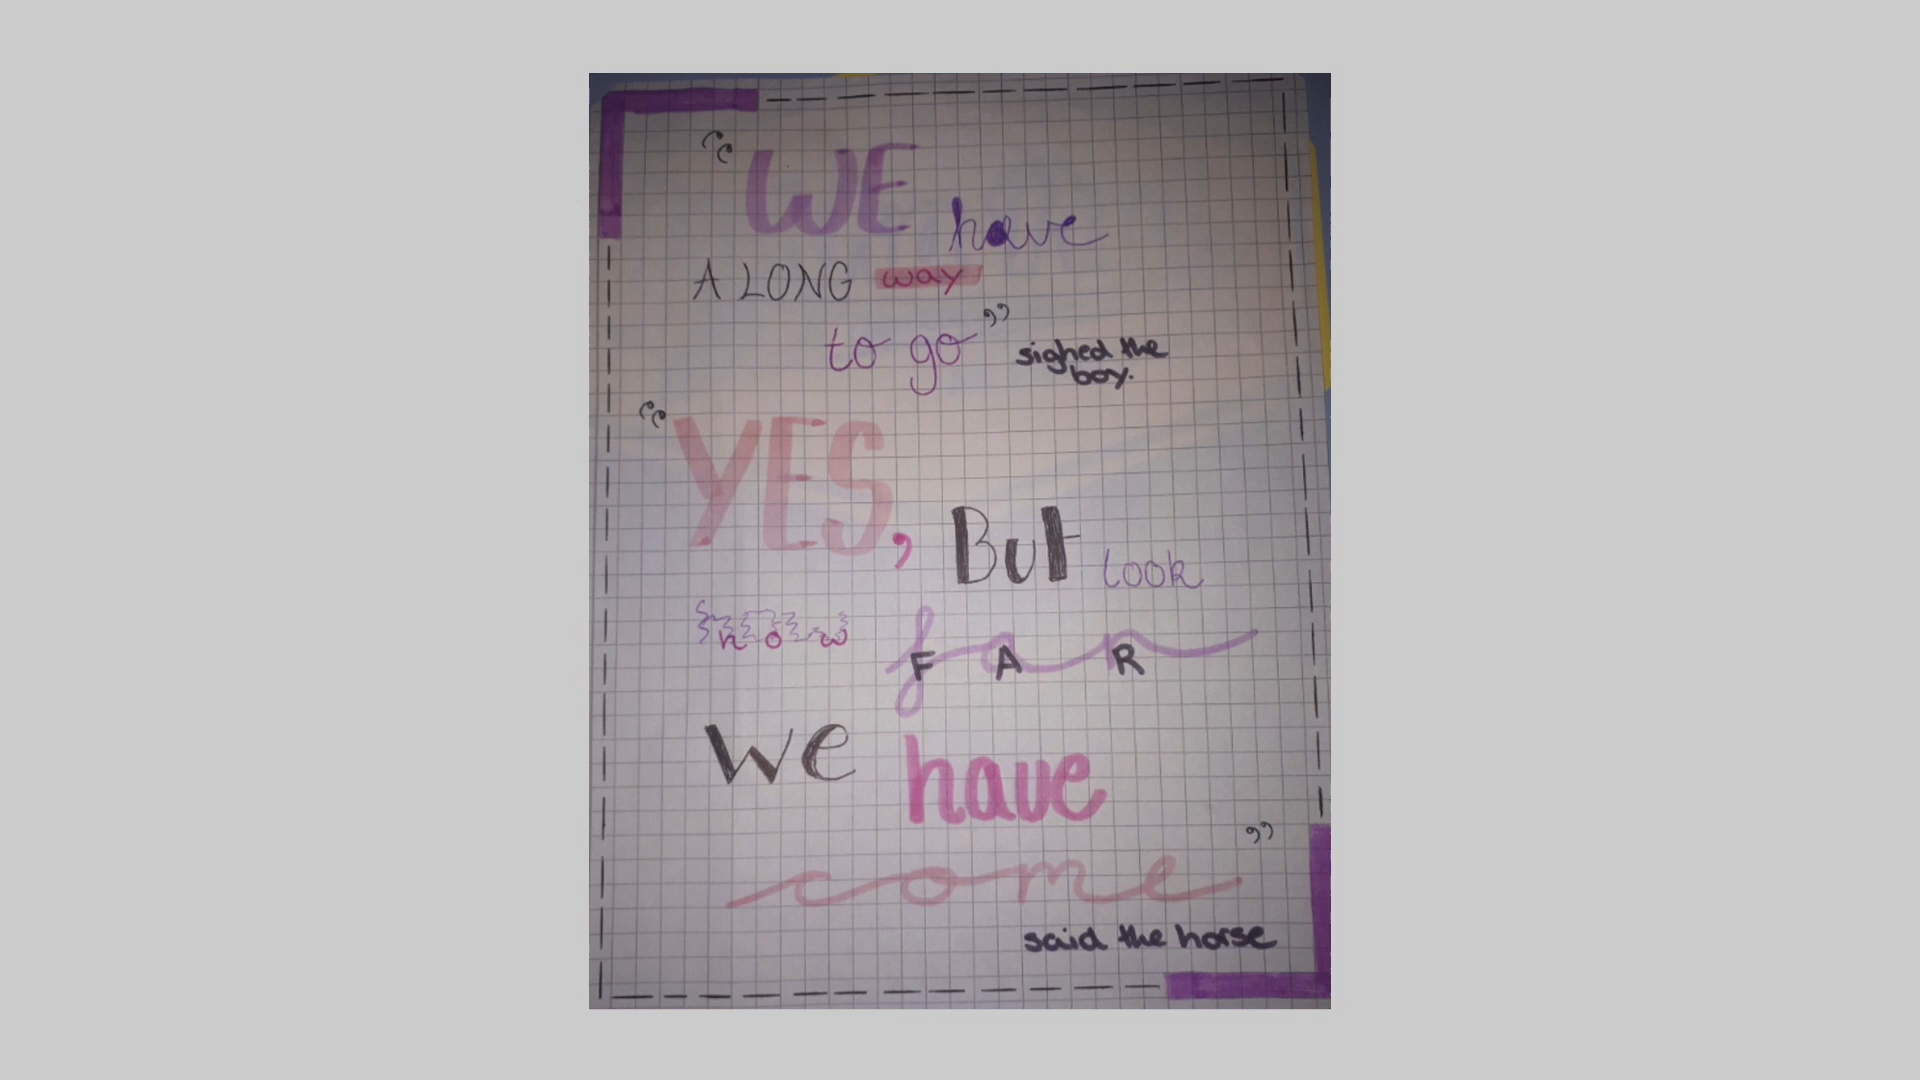 “WE have
A LONG way
to go” sighed the
boy.
“YES, But look
how FAR
We have
come”
said the horse